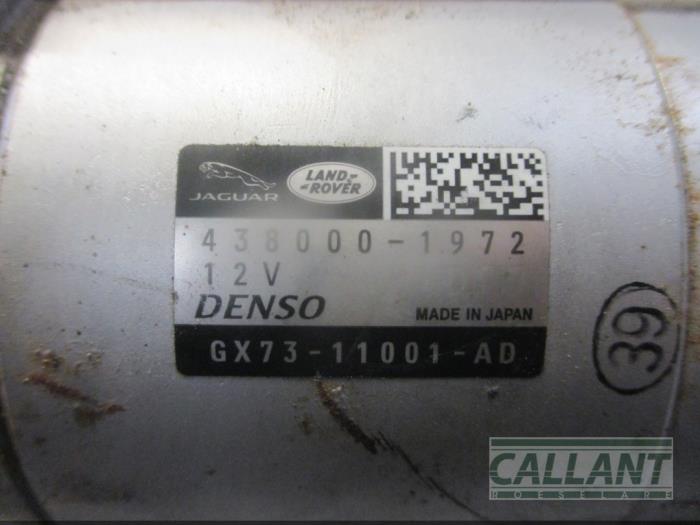 JAGUAR
LAND-
-ROVER
438000-1972
12V
DENSO
MADE IN JAPAN
GX73-11001-AD
39
CALLANT
ROESELARE